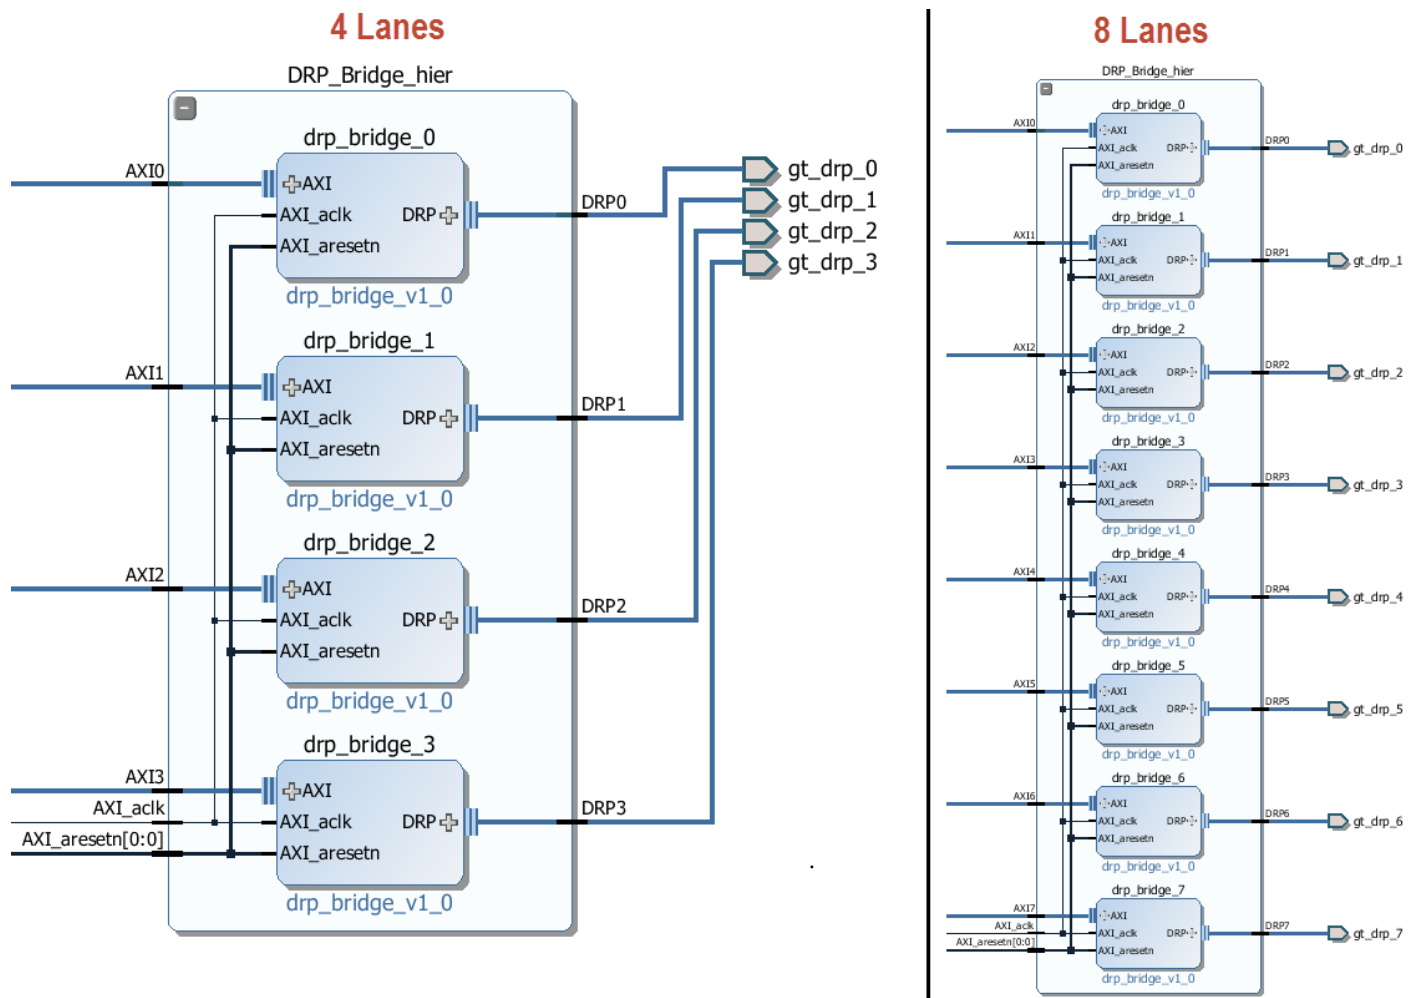 4 Lanes
DRP_Bridge_hier
drp_bridge_0
AXI0
AXI
AXI_aclk
DRP
AXI_aresetn
drp_bridge_v1_0
DRP0
gt_drp_0
gt_drp_1
gt_drp_2
gt_drp_3
drp_bridge_1
AXI1
AXI
AXI_aclk
DRP
AXI_aresetn
drp_bridge_v1_0
DRP1
drp_bridge_2
AXI2
AXI
AXI_aclk
DRP
AXI_aresetn
drp_bridge_v1_0
DRP2
drp_bridge_3
AXI3
AXI_aclk
AXI_aresetn[0:0]
AXI
AXI_aclk
DRP
AXI_aresetn
drp_bridge_v1_0
DRP3
8 Lanes
DRP_Bridge_hier
drp_bridge_0
AXI0
AXI
AXI_aclk
DRP
AXI_aresetn
drp_bridge_v1_0
DRP0
gt_drp_0
drp_bridge_1
AXI1
AXI
AXI_aclk
DRP
AXI_aresetn
drp_bridge_v1_0
DRP1
gt_drp_1
drp_bridge_2
AXI2
AXI
AXI_aclk
DRP
AXI_aresetn
drp_bridge_v1_0
DRP2
gt_drp_2
drp_bridge_3
AXI3
AXI
AXI_aclk
DRP
AXI_aresetn
drp_bridge_v1_0
DRP3
gt_drp_3
drp_bridge_4
AXI4
AXI
AXI_aclk
DRP
AXI_aresetn
drp_bridge_v1_0
DRP4
gt_drp_4
drp_bridge_5
AXI5
AXI
AXI_aclk
DRP
AXI_aresetn
drp_bridge_v1_0
DRP5
gt_drp_5
drp_bridge_6
AXI6
AXI
AXI_aclk
DRP
AXI_aresetn
drp_bridge_v1_0
DRP6
gt_drp_6
drp_bridge_7
AXI7
AXI_aclk
AXI_aresetn[0:0]
AXI
AXI_aclk
DRP
AXI_aresetn
drp_bridge_v1_0
DRP7
gt_drp_7